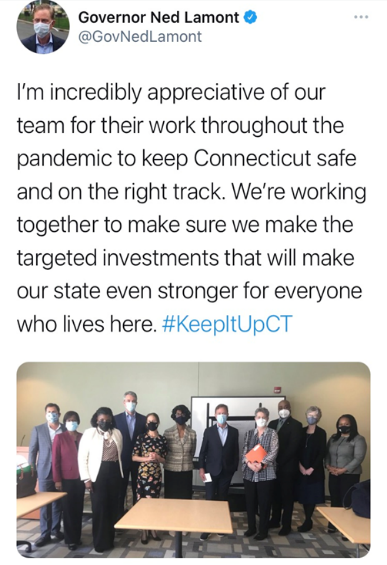 Governor Ned Lamont
@GovNedLamont
I'm incredibly appreciative of our
team for their work throughout the
pandemic to keep Connecticut safe
and on the right track. We're working
together to make sure we make the
targeted investments that will make
our state even stronger for everyone
who lives here. #KeepItUpCT